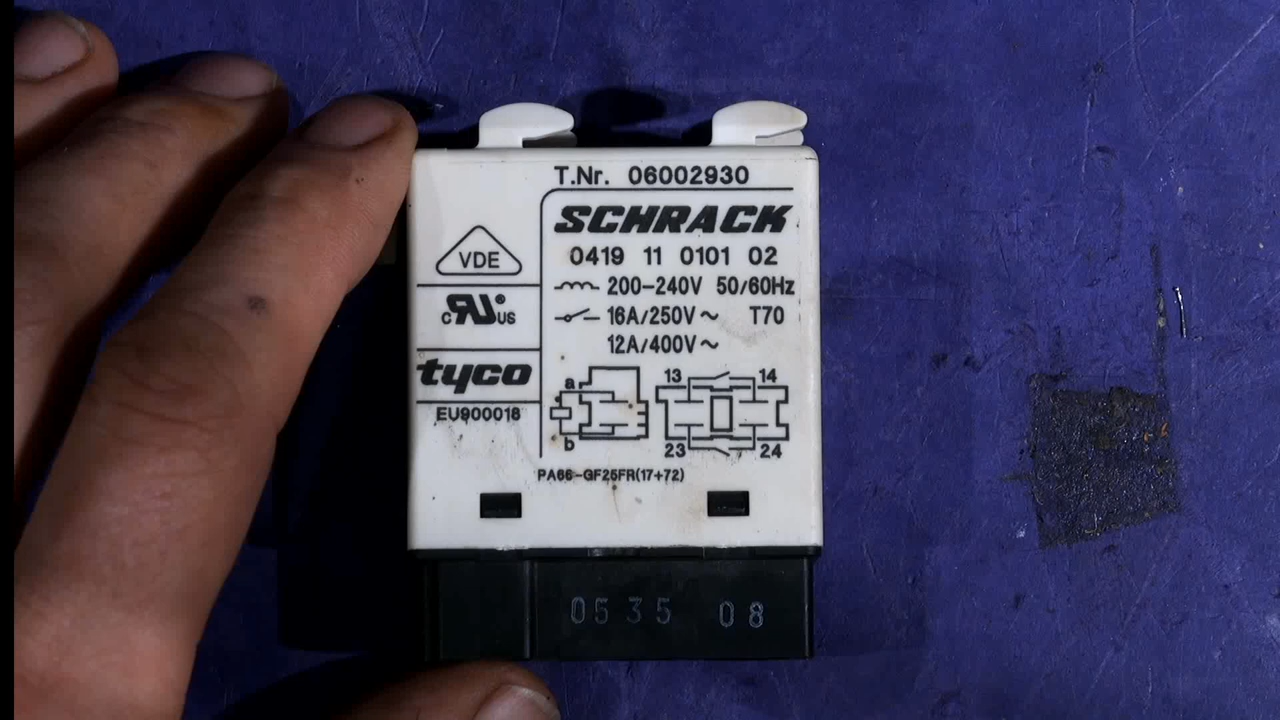 T.Nr. 06002930
SCHRACK
0419 11 0101 02
200-240V 50/60Hz
16A/250V~ T70
12A/400V~
VDE
c RU® US
tyco
EU900018
a
b
13 14
23 24
PA66-GF25FR(17+72)
0535 08